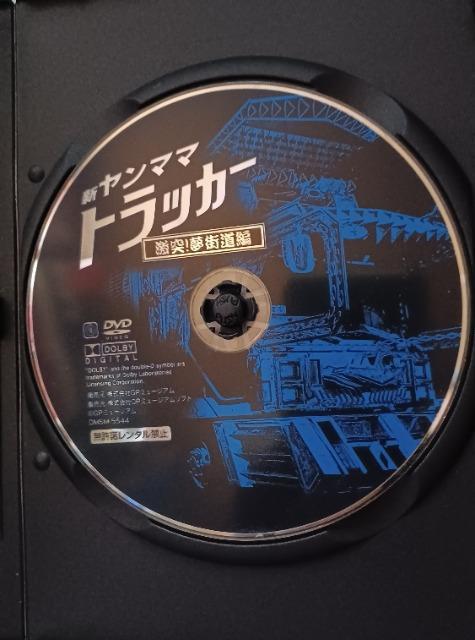 新ヤンママ
トラッカー
激突!夢街道編
DVD
VIDEO
DOLBY
DIGITAL
"DOLBY" and the double-D symbol are
trademarks of Dolby Laboratories
Licensing Corporation.
発売元:株式会社GPミュージアム
販売元:株式会社GPミュージアムソフト
©GPミュージアム
DMSM-5544
無許諾レンタル禁止